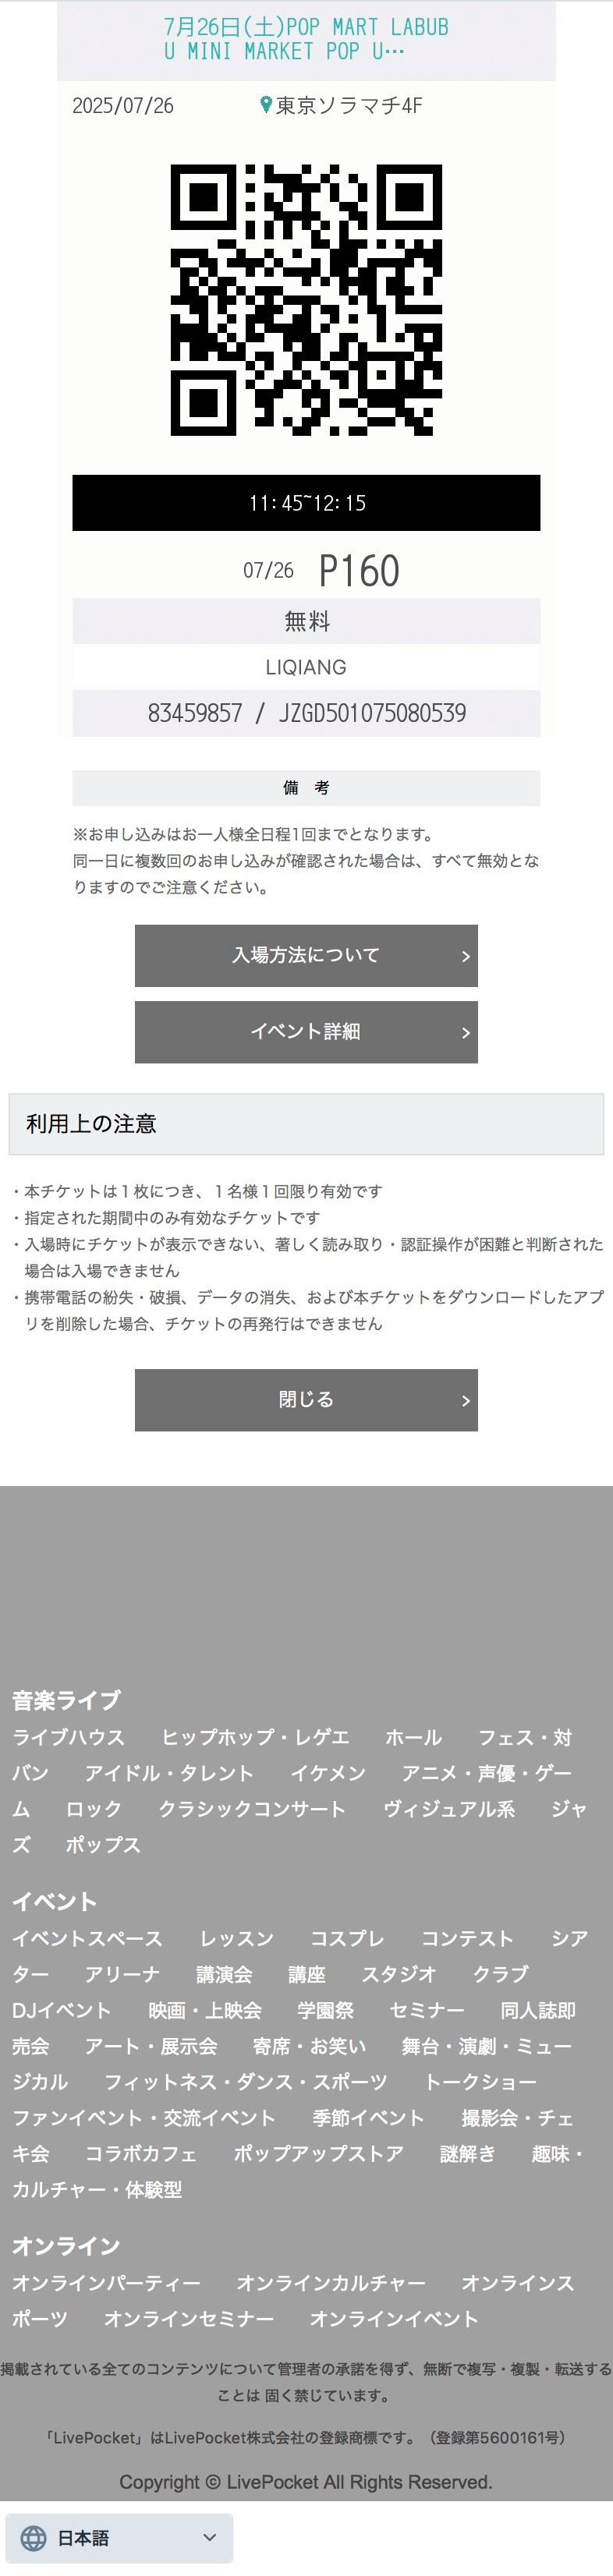 7月26日(土)POP MART LABUB
U MINI MARKET POP U…
2025/07/26
東京ソラマチ4F
11:45~12:15
07/26 P160
無料
LIQIANG
83459857 / JZGD501075080539
備 考
※お申し込みはお一人様全日程1回までとなります。
同一日に複数回のお申し込みが確認された場合は、すべて無効とな
りますのでご注意ください。
入場方法について
イベント詳細
利用上の注意
・本チケットは1枚につき、1名様1回限り有効です
・指定された期間中のみ有効なチケットです
・入場時にチケットが表示できない、著しく読み取り・認証操作が困難と判断された
場合は入場できません
・携帯電話の紛失・破損、データの消失、および本チケットをダウンロードしたアプ
リを削除した場合、チケットの再発行はできません
閉じる
音楽ライブ
ライブハウス ヒップホップ・レゲエ ホール フェス・対
バン アイドル・タレント イケメン アニメ・声優・ゲー
ム ロック クラシックコンサート ヴィジュアル系 ジャ
ズ ポップス
イベント
イベントスペース レッスン コスプレ コンテスト シア
ター アリーナ 講演会 講座 スタジオ クラブ
DJイベント 映画・上映会 学園祭 セミナー 同人誌即
売会 アート・展示会 寄席・お笑い 舞台・演劇・ミュー
ジカル フィットネス・ダンス・スポーツ トークショー
ファンイベント・交流イベント 季節イベント 撮影会・チェ
キ会 コラボカフェ ポップアップストア 謎解き 趣味・
カルチャー・体験型
オンライン
オンラインパーティー オンラインカルチャー オンラインス
ポーツ オンラインセミナー オンラインイベント
掲載されている全てのコンテンツについて管理者の承諾を得ず、無断で複写・複製・転送する
ことは 固く禁じています。
「LivePocket」はLivePocket株式会社の登録商標です。（登録第5600161号）
Copyright © LivePocket All Rights Reserved.
日本語